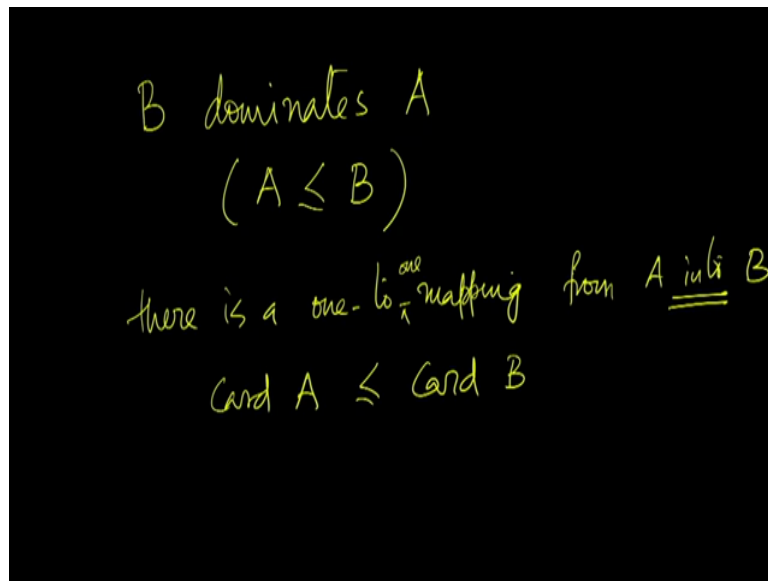 B dominates A
(A ≤ B)
there is a one-to-one mapping from A into B
Card A ≤ Card B